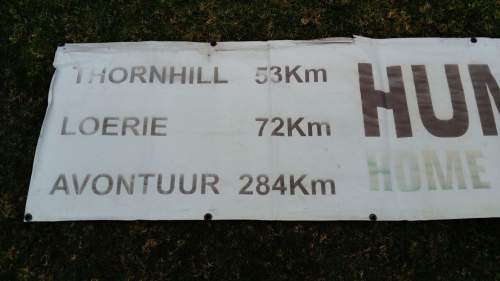 THORNHILL 53Km
LOERIE 72Km
AVONTUUR 284Km
HUM
HOME